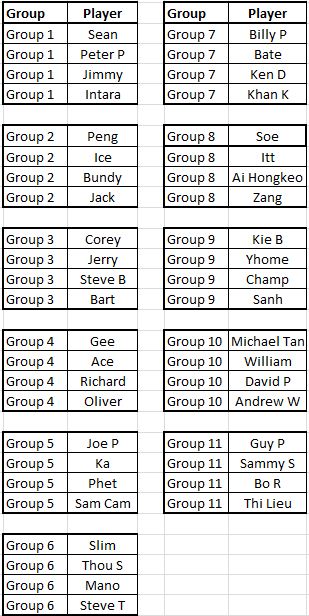 Group Player
Group 1 Sean
Group 1 Peter P
Group 1 Jimmy
Group 1 Intara
Group 2 Peng
Group 2 Ice
Group 2 Bundy
Group 2 Jack
Group 3 Corey
Group 3 Jerry
Group 3 Steve B
Group 3 Bart
Group 4 Gee
Group 4 Ace
Group 4 Richard
Group 4 Oliver
Group 5 Joe P
Group 5 Ka
Group 5 Phet
Group 5 Sam Cam
Group 6 Slim
Group 6 Thou S
Group 6 Mano
Group 6 Steve T
Group Player
Group 7 Billy P
Group 7 Bate
Group 7 Ken D
Group 7 Khan K
Group 8 Soe
Group 8 Itt
Group 8 Ai Hongkeo
Group 8 Zang
Group 9 Kie B
Group 9 Yhome
Group 9 Champ
Group 9 Sanh
Group 10 Michael Tan
Group 10 William
Group 10 David P
Group 10 Andrew W
Group 11 Guy P
Group 11 Sammy S
Group 11 Bo R
Group 11 Thi Lieu